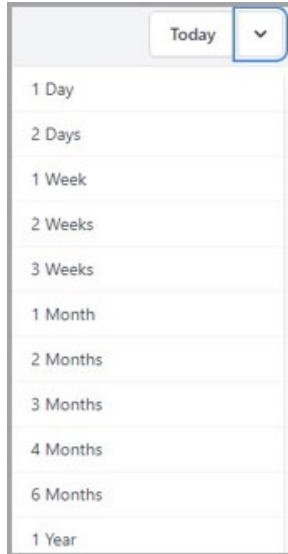 Today
1 Day
2 Days
1 Week
2 Weeks
3 Weeks
1 Month
2 Months
3 Months
4 Months
6 Months
1 Year